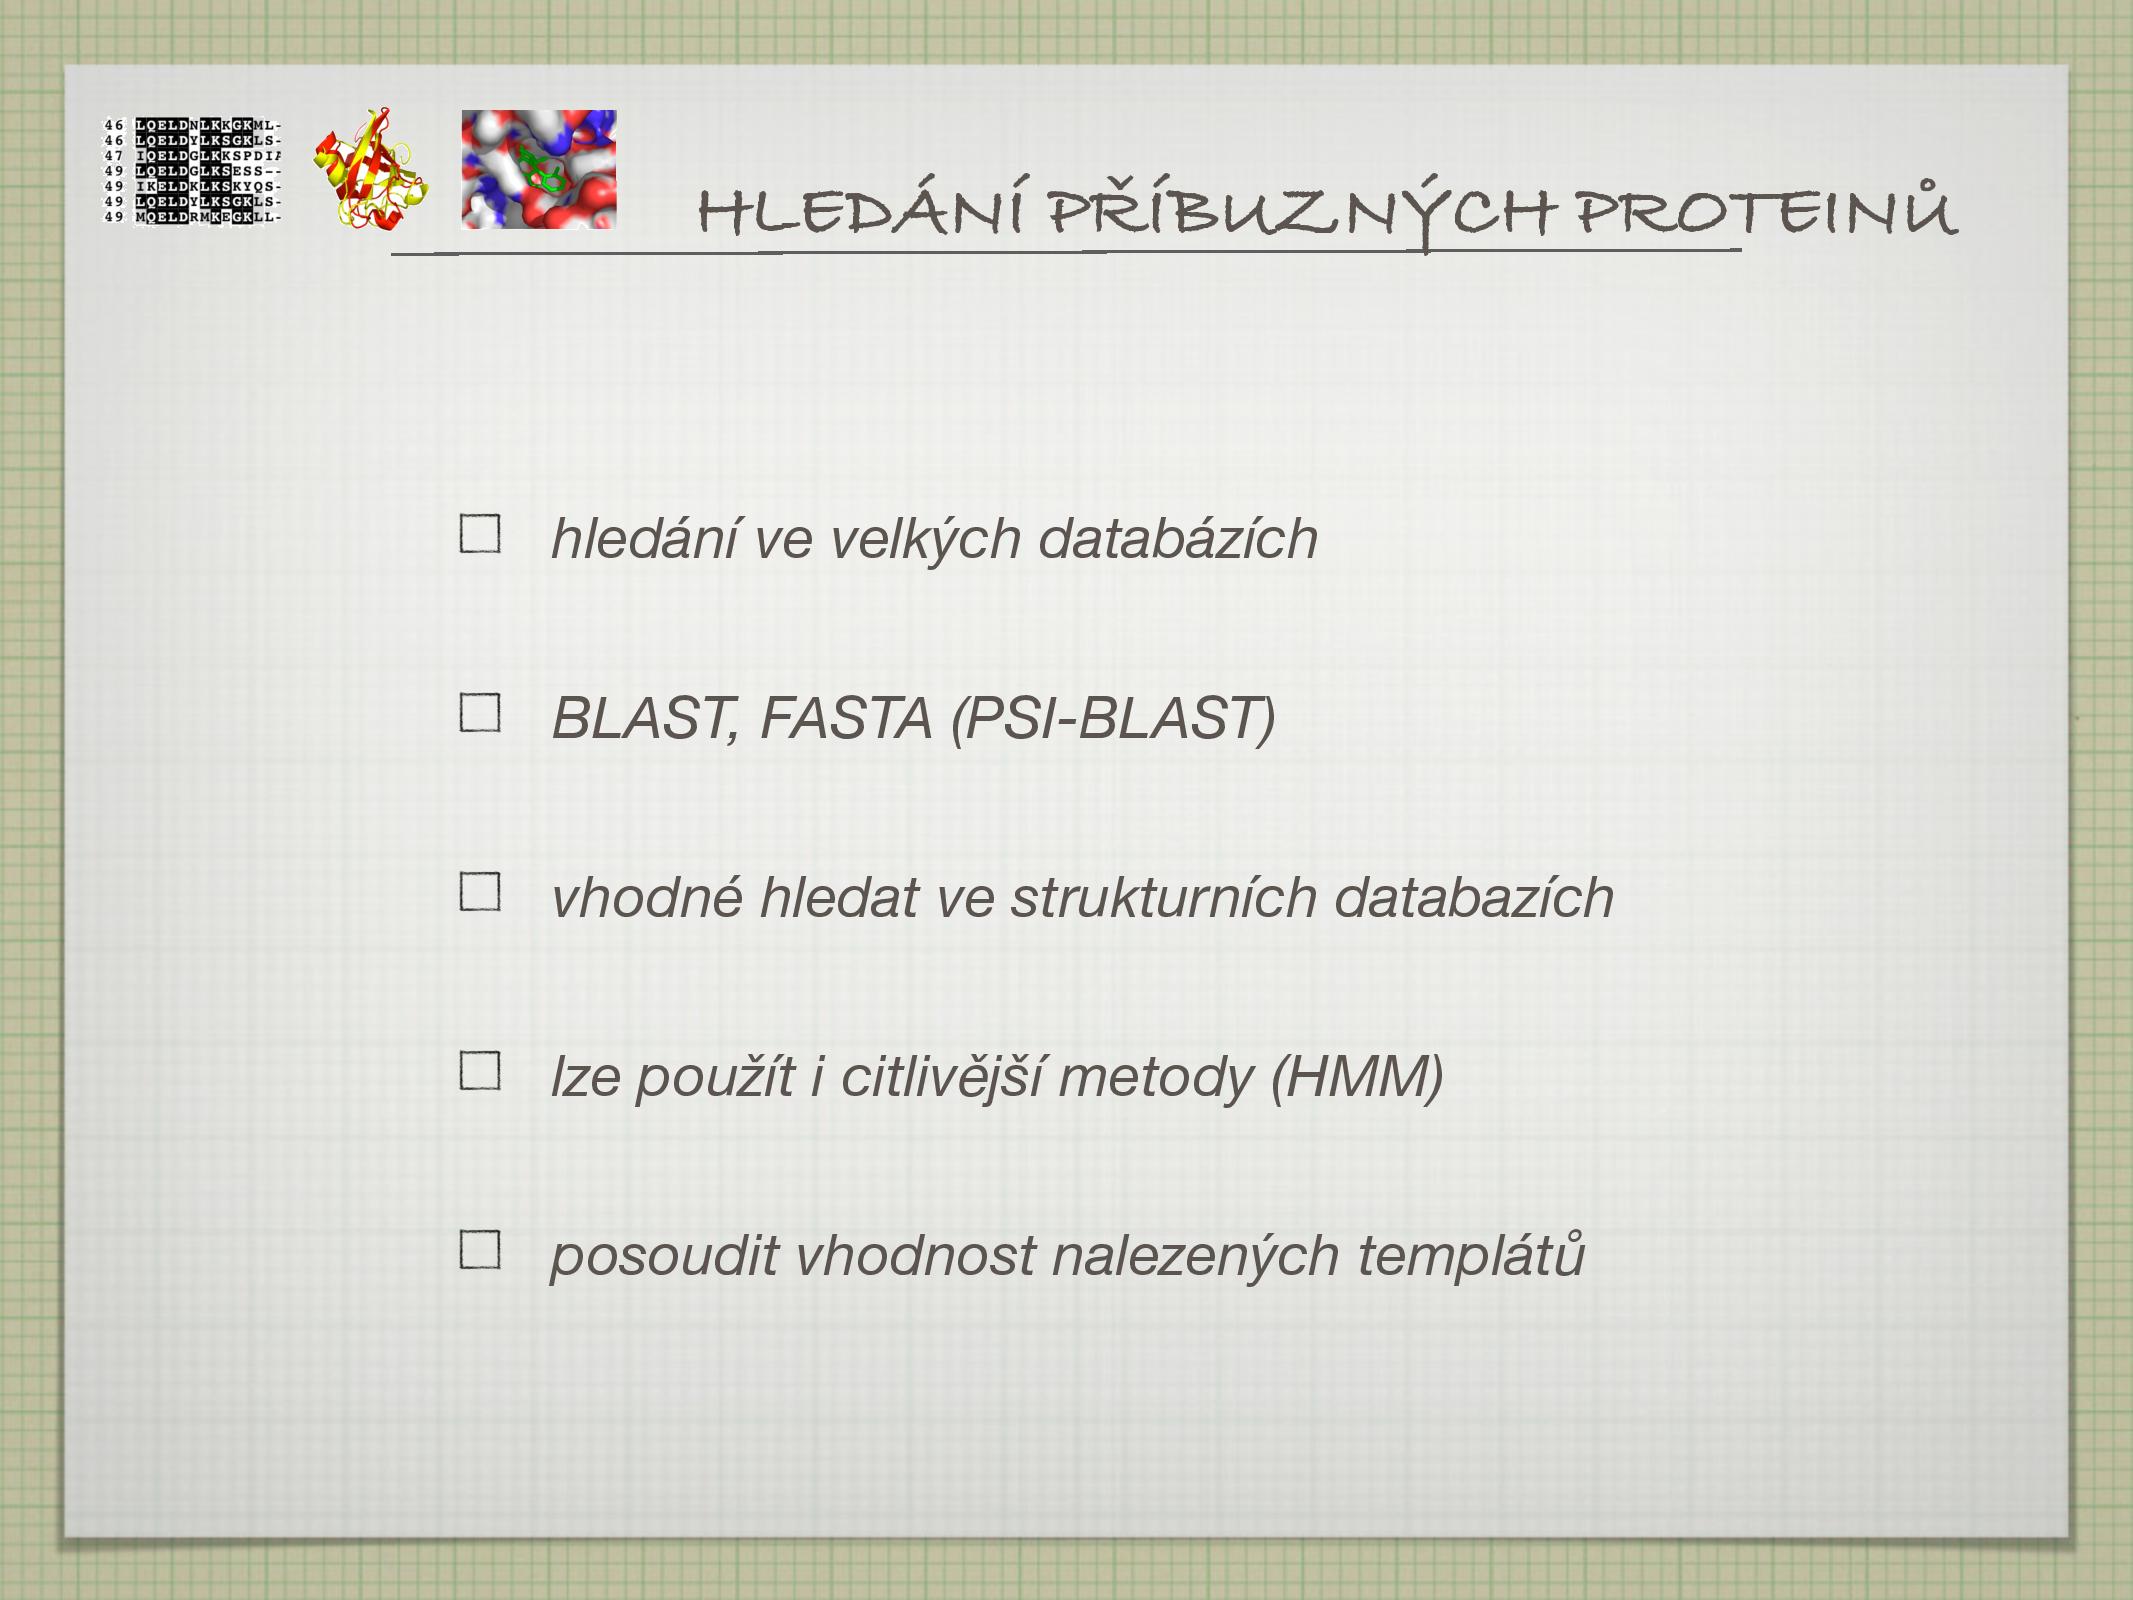 46 LQELDNLKKGKML-
46 LQELDYLKSGKLS-
47 IQELDGLKKSPDIA
49 LQELDGLKSESS--
49 IKELDKLKSKYQS-
49 LQELDYLKSGKLS-
49 MQELDRMKEGKLL-
HLEDÁNÍ PŘÍBUZNÝCH PROTEINŮ
hledání ve velkých databázích
BLAST, FASTA (PSI-BLAST)
vhodné hledat ve strukturních databazích
lze použít i citlivější metody (HMM)
posoudit vhodnost nalezených templátů